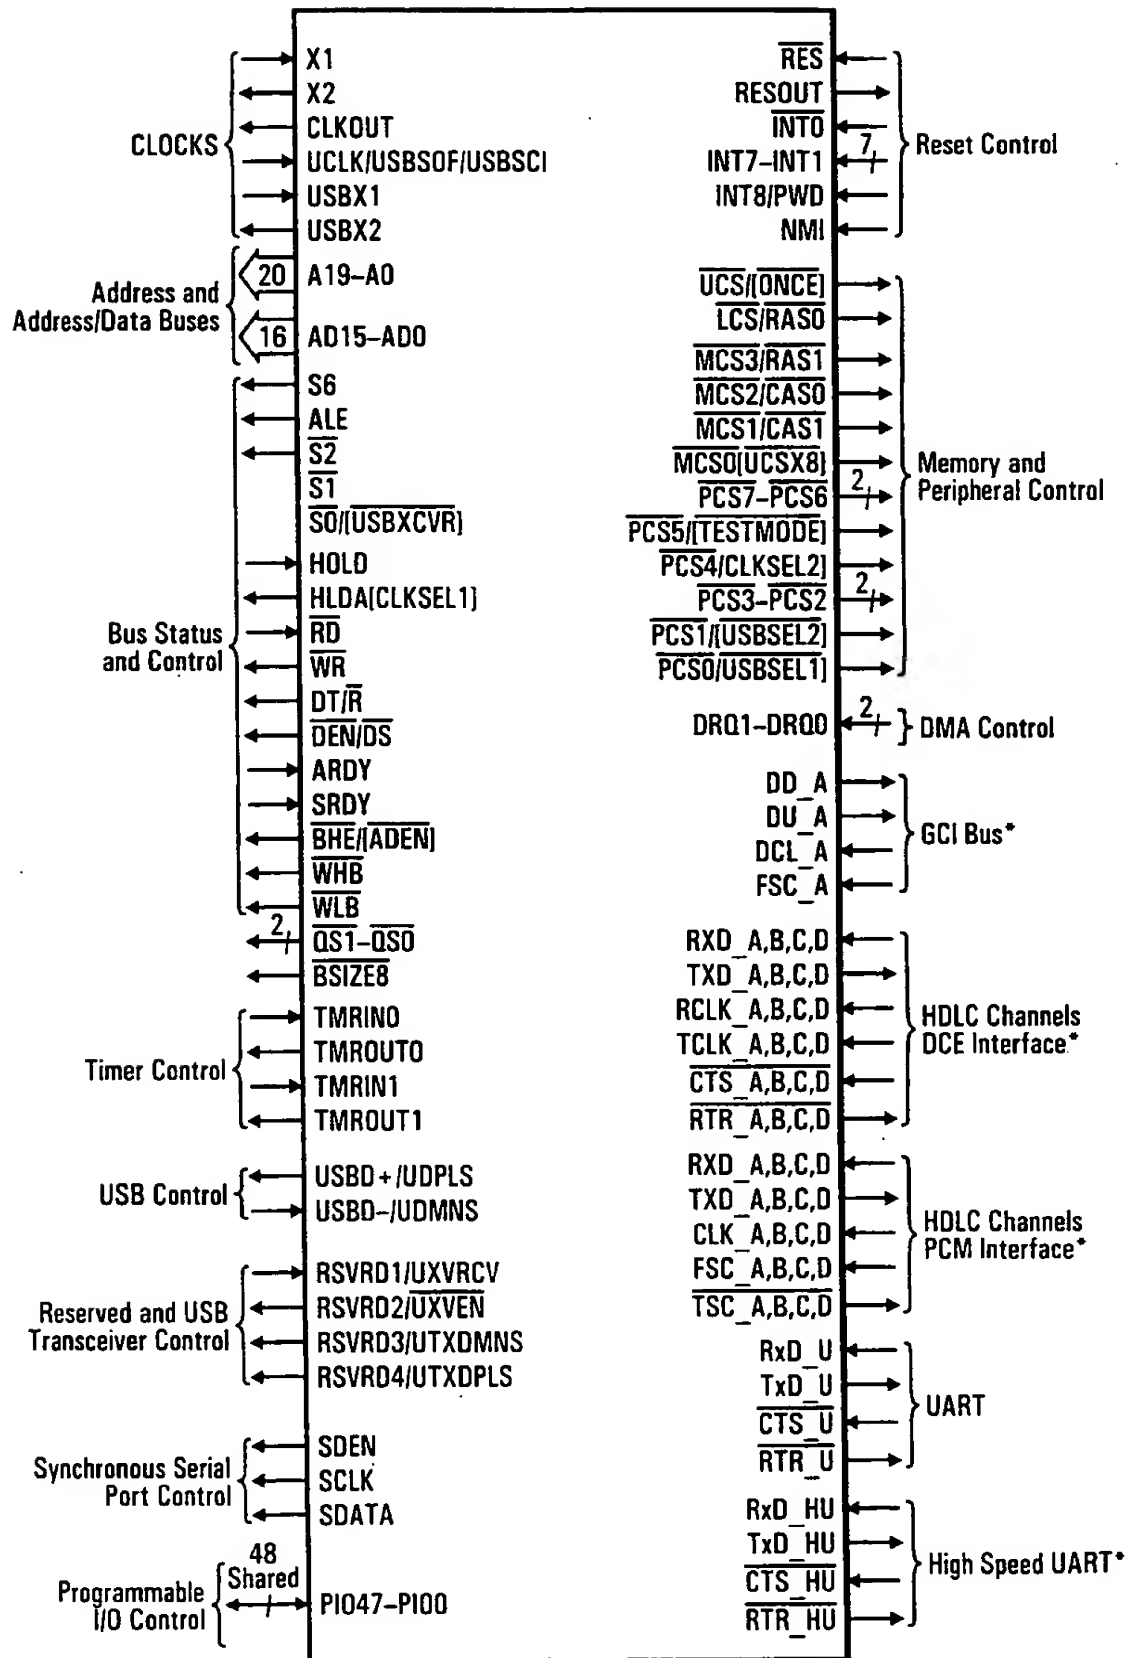 CLOCKS
X1
X2
CLKOUT
UCLK/USBSOF/USBSCI
USBX1
USBX2
Address and
Address/Data Buses
20 A19–A0
16 AD15–AD0
Bus Status
and Control
S6
ALE
S2
S1
S0/[USBXCVR]
HOLD
HLDA[CLKSEL1]
RD
WR
DT/R
DEN/DS
ARDY
SRDY
BHE/[ADEN]
WHB
WLB
2 QS1–QS0
BSIZE8
Timer Control
TMRIN0
TMROUT0
TMRIN1
TMROUT1
USB Control
USBD+/UDPLS
USBD–/UDMNS
Reserved and USB
Transceiver Control
RSVRD1/UXVRCV
RSVRD2/UXVEN
RSVRD3/UTXDMNS
RSVRD4/UTXDPLS
Synchronous Serial
Port Control
SDEN
SCLK
SDATA
Programmable
I/O Control
48
Shared
PIO47–PIO0
RES
RESOUT
INT0
INT7–INT1 7
INT8/PWD
NMI
Reset Control
UCS/[ONCE]
LCS/RAS0
MCS3/RAS1
MCS2/CAS0
MCS1/CAS1
MCS0[UCSX8]
PCS7–PCS6 2
PCS5/[TESTMODE]
PCS4/CLKSEL2]
PCS3–PCS2 2
PCS1/[USBSEL2]
PCS0/USBSEL1]
Memory and
Peripheral Control
DRQ1–DRQ0 2
DMA Control
DD_A
DU_A
DCL_A
FSC_A
GCI Bus*
RXD_A,B,C,D
TXD_A,B,C,D
RCLK_A,B,C,D
TCLK_A,B,C,D
CTS_A,B,C,D
RTR_A,B,C,D
HDLC Channels
DCE Interface*
RXD_A,B,C,D
TXD_A,B,C,D
CLK_A,B,C,D
FSC_A,B,C,D
TSC_A,B,C,D
HDLC Channels
PCM Interface*
RxD_U
TxD_U
CTS_U
RTR_U
UART
RxD_HU
TxD_HU
CTS_HU
RTR_HU
High Speed UART*